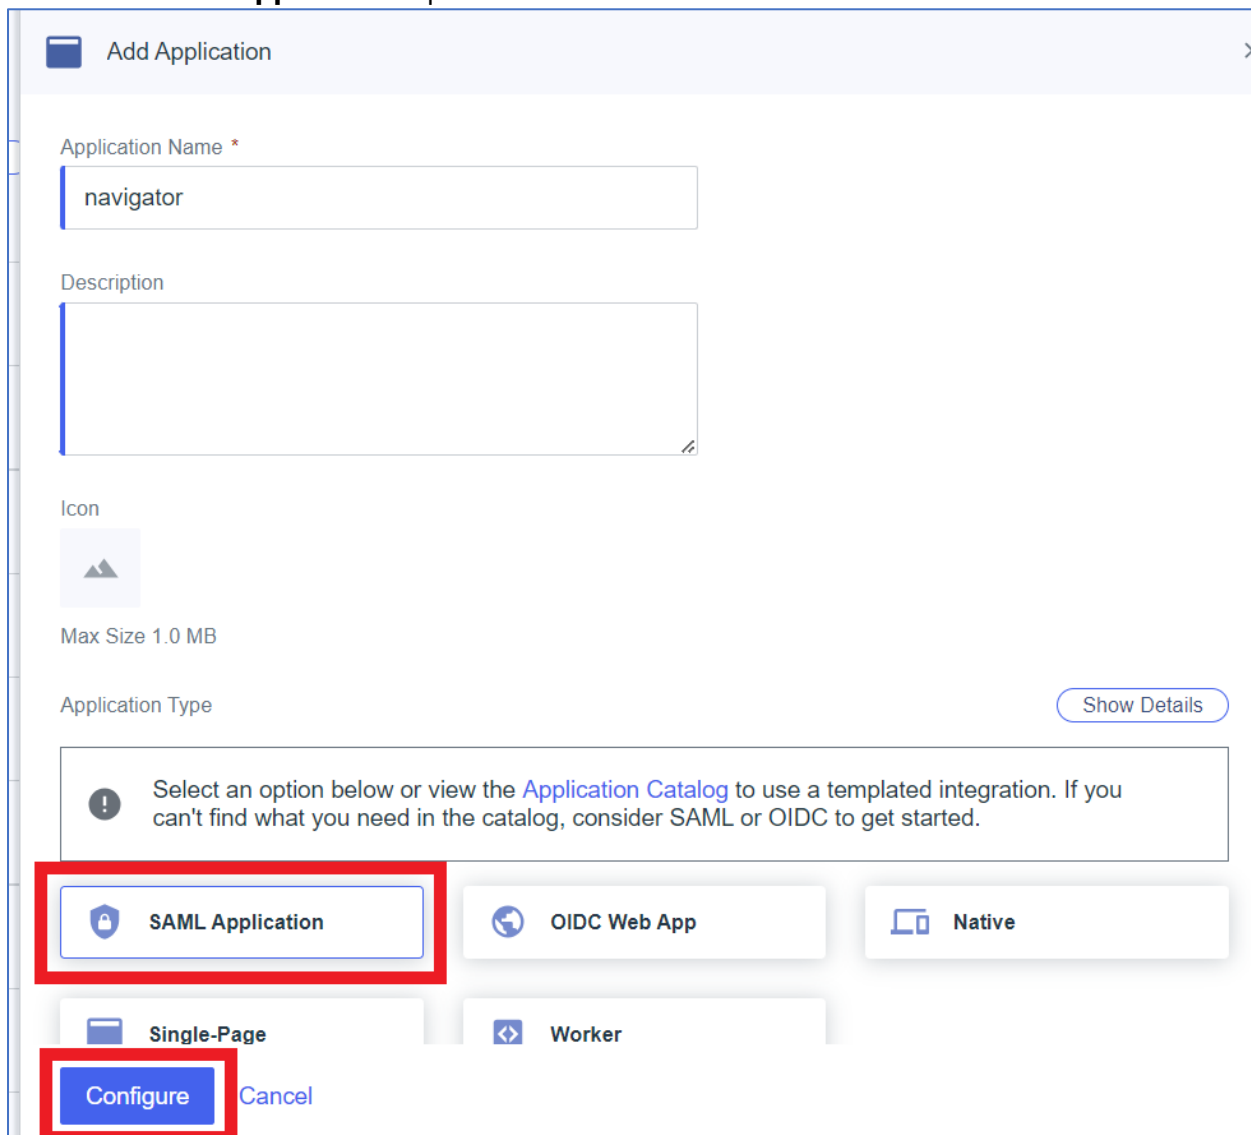 Add Application
Application Name *
navigator
Description
Icon
Max Size 1.0 MB
Application Type
Show Details
Select an option below or view the Application Catalog to use a templated integration. If you
can't find what you need in the catalog, consider SAML or OIDC to get started.
SAML Application
OIDC Web App
Native
Single-Page
Worker
Configure
Cancel